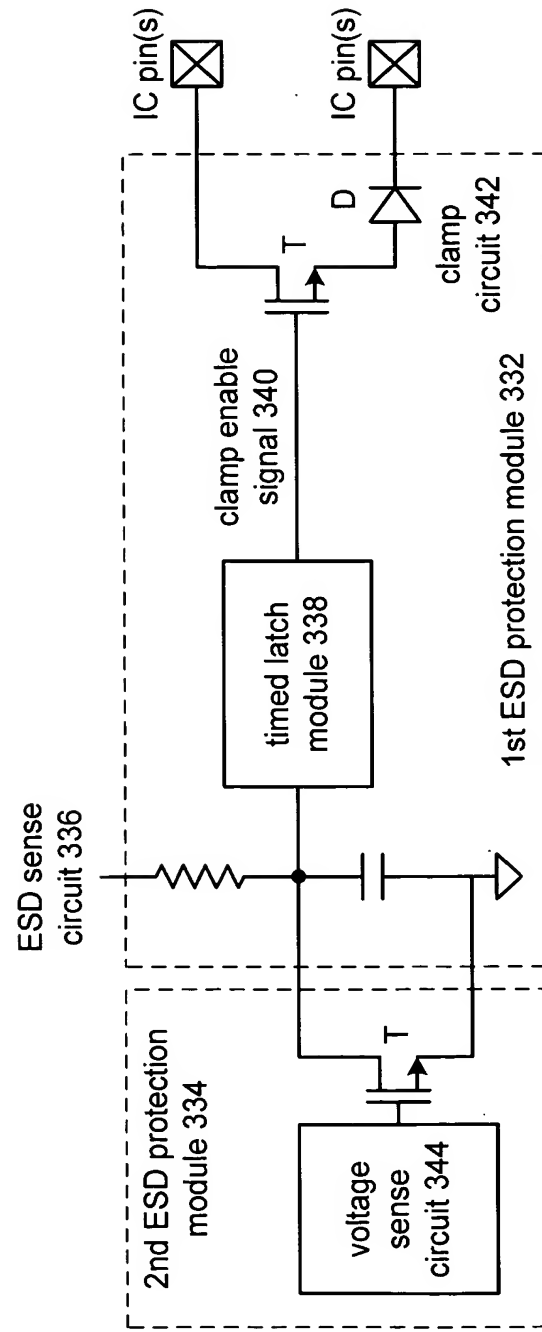 2nd ESD protection
module 334
voltage
sense
circuit 344
T
ESD sense
circuit 336
timed latch
module 338
clamp enable
signal 340
T
D
clamp
circuit 342
1st ESD protection module 332
IC pin(s)
IC pin(s)